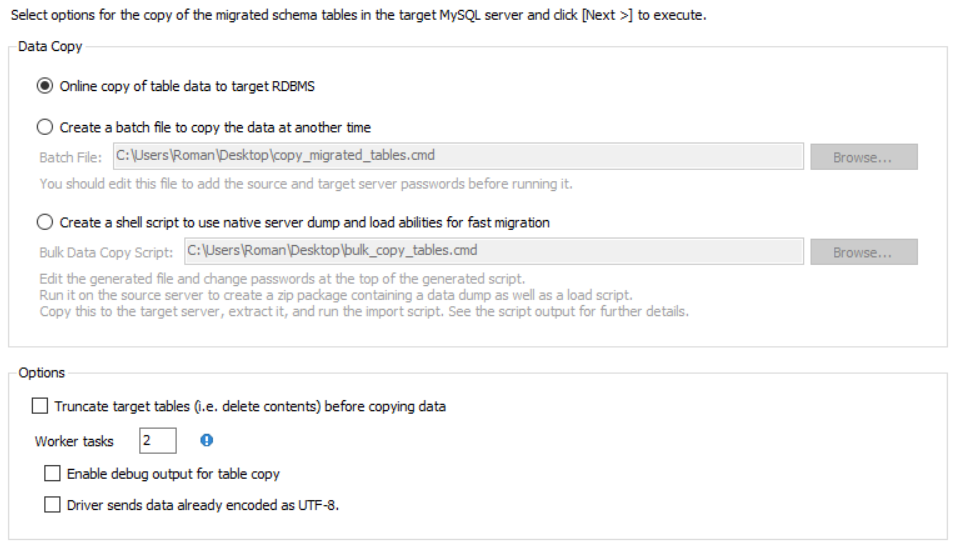 Select options for the copy of the migrated schema tables in the target MySQL server and click [Next >] to execute.
Data Copy
Online copy of table data to target RDBMS
Create a batch file to copy the data at another time
Batch File: C:\Users\Roman\Desktop\copy_migrated_tables.cmd Browse...
You should edit this file to add the source and target server passwords before running it.
Create a shell script to use native server dump and load abilities for fast migration
Bulk Data Copy Script: C:\Users\Roman\Desktop\bulk_copy_tables.cmd Browse...
Edit the generated file and change passwords at the top of the generated script.
Run it on the source server to create a zip package containing a data dump as well as a load script.
Copy this to the target server, extract it, and run the import script. See the script output for further details.
Options
Truncate target tables (i.e. delete contents) before copying data
Worker tasks 2
Enable debug output for table copy
Driver sends data already encoded as UTF-8.